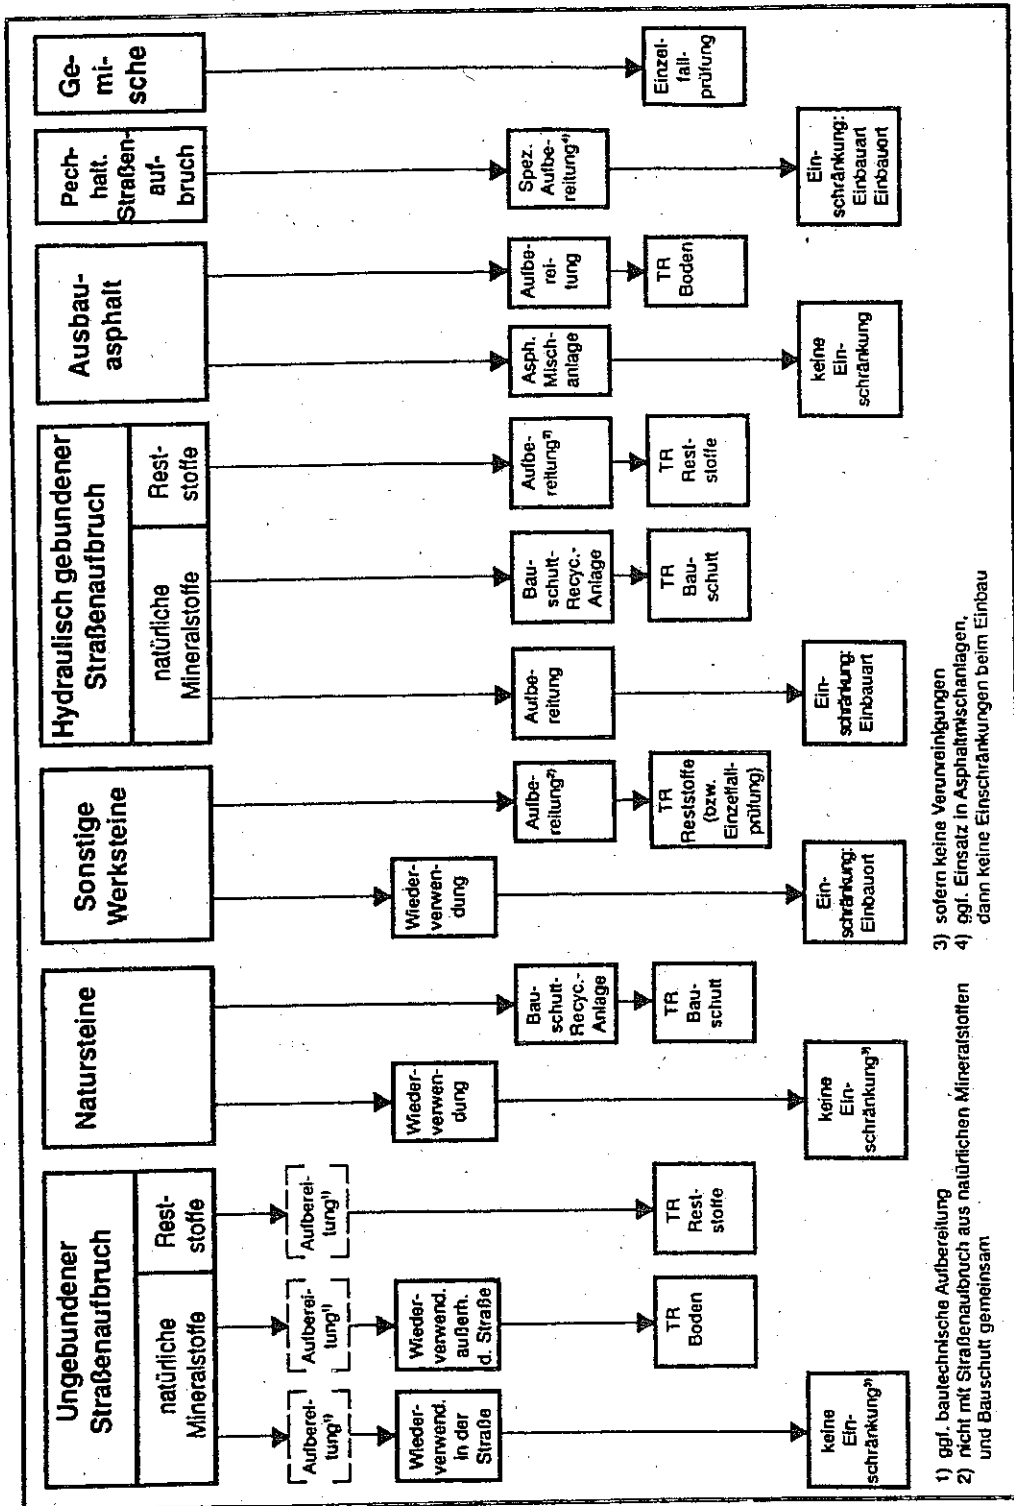 Ungebundener
Straßenaufbruch
natürliche
Mineralstoffe
Rest-
stoffe
Aufberei-
tung¹⁾
Aufberei-
tung¹⁾
Aufberei-
tung¹⁾
Wieder-
verwend.
in der
Straße
Wieder-
verwend.
außerh.
d. Straße
keine
Ein-
schränkung³⁾
TR
Boden
TR
Rest-
stoffe
Natursteine
Wieder-
verwen-
dung
Bau-
schutt-
Recyc.-
Anlage
keine
Ein-
schränkung³⁾
TR
Bau-
schutt
Sonstige
Werksteine
Wieder-
verwen-
dung
Aufbe-
reitung²⁾
Ein-
schränkung:
Einbauort
TR
Reststoffe
(bzw.
Einzelfall-
prüfung)
Hydraulisch gebundener
Straßenaufbruch
natürliche
Mineralstoffe
Rest-
stoffe
Aufbe-
reitung
Bau-
schutt-
Recyc.-
Anlage
Aufbe-
reitung²⁾
Ein-
schränkung:
Einbauart
TR
Bau-
schutt
TR
Rest-
stoffe
Ausbau-
asphalt
Asph.
Misch-
anlage
Aufbe-
rei-
tung
keine
Ein-
schränkung
TR
Boden
Pech-
halt.
Straßen-
auf-
bruch
Spez.
Aufbe-
reitung⁴⁾
Ein-
schränkung:
Einbauart
Einbauort
Ge-
mi-
sche
Einzel-
fall-
prüfung
1) ggf. bautechnische Aufbereitung
2) nicht mit Straßenaufbruch aus natürlichen Mineralstoffen
und Bauschutt gemeinsam
3) sofern keine Verunreinigungen
4) ggf. Einsatz in Asphaltmischanlagen,
dann keine Einschränkungen beim Einbau